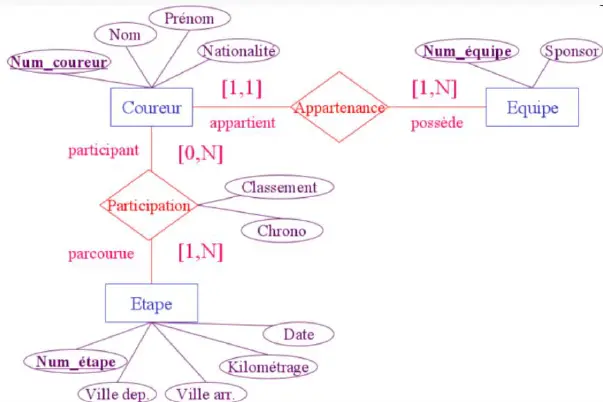 Prénom
Nom
Num_coureur
Nationalité
Num_équipe
Sponsor
Coureur
[1,1]
Appartenance
[1,N]
Equipe
appartient
possède
participant
[0,N]
Participation
Classement
Chrono
parcourue
[1,N]
Etape
Date
Num_étape
Kilométrage
Ville dep.
Ville arr.